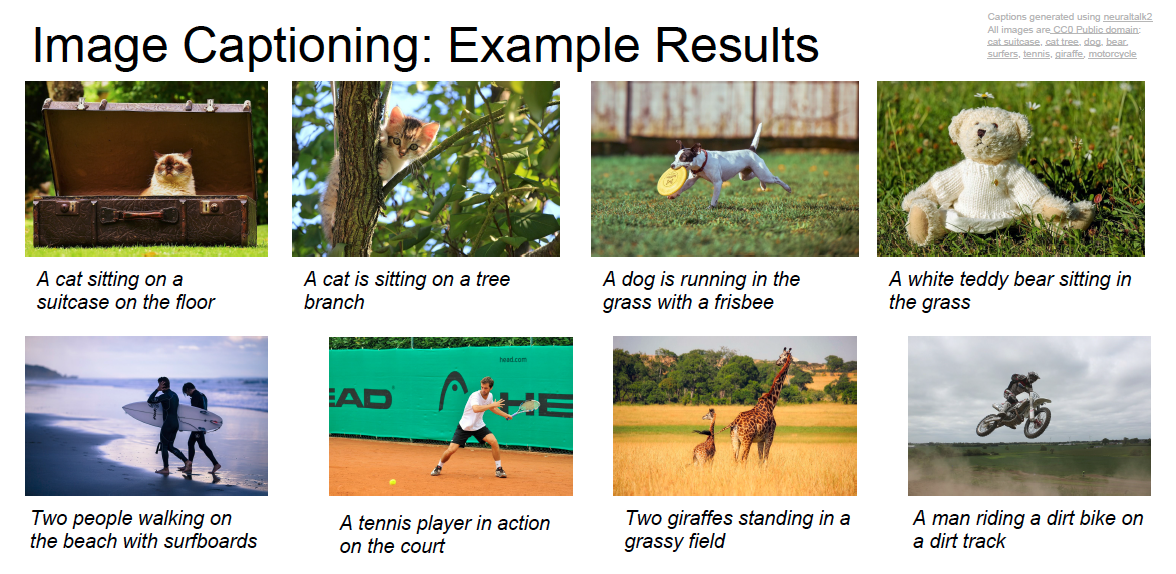 Image Captioning: Example Results
Captions generated using neuraltalk2
All images are CC0 Public domain:
cat suitcase, cat tree, dog, bear,
surfers, tennis, giraffe, motorcycle
A cat sitting on a
suitcase on the floor
A cat is sitting on a tree
branch
A dog is running in the
grass with a frisbee
A white teddy bear sitting in
the grass
head.com
EAD
HE
Two people walking on
the beach with surfboards
A tennis player in action
on the court
Two giraffes standing in a
grassy field
A man riding a dirt bike on
a dirt track